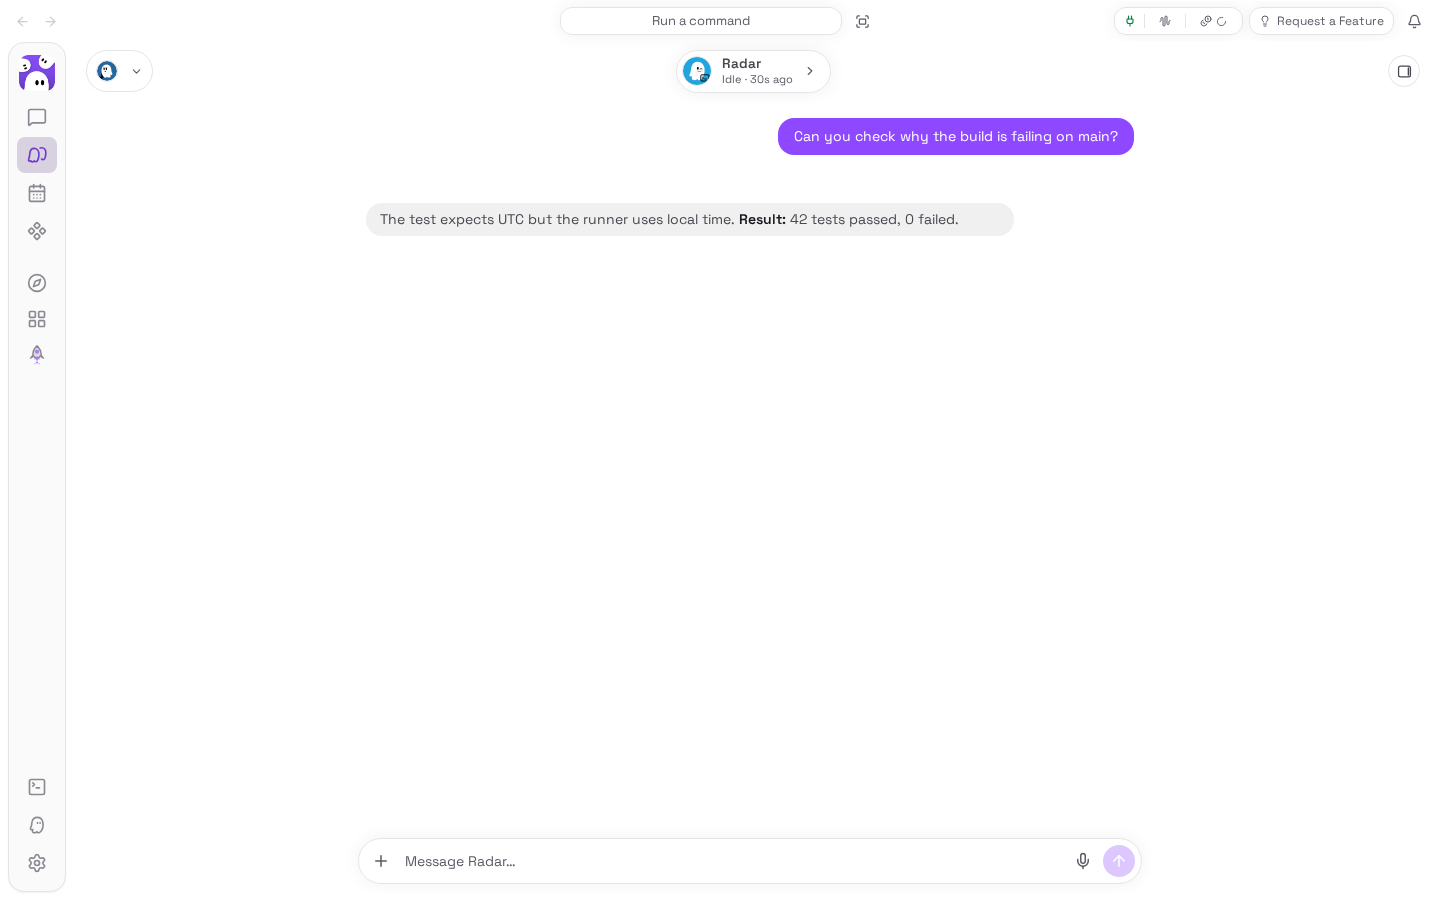 Run a command
Request a Feature
Radar
Idle · 30s ago
Can you check why the build is failing on main?
The test expects UTC but the runner uses local time. Result: 42 tests passed, 0 failed.
Message Radar...